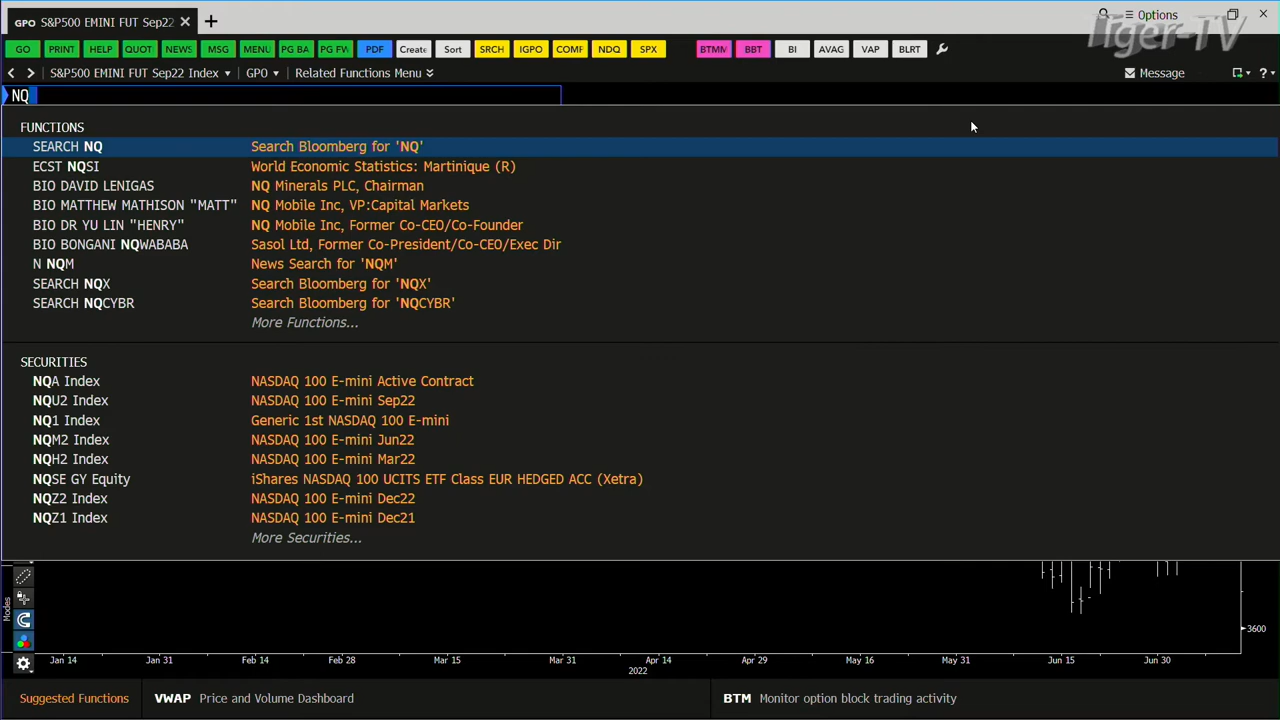 GPO S&P500 EMINI FUT Sep22
Options
Tiger-TV
GO PRINT HELP QUOT NEWS MSG MENU PG BA PG FW PDF Create Sort SRCH IGPO COMF NDQ SPX BTMM BBT BI AVAG VAP BLRT
S&P500 EMINI FUT Sep22 Index GPO Related Functions Menu Message ?
NQ
FUNCTIONS
SEARCH NQ Search Bloomberg for 'NQ'
ECST NQSI World Economic Statistics: Martinique (R)
BIO DAVID LENIGAS NQ Minerals PLC, Chairman
BIO MATTHEW MATHISON "MATT" NQ Mobile Inc, VP:Capital Markets
BIO DR YU LIN "HENRY" NQ Mobile Inc, Former Co-CEO/Co-Founder
BIO BONGANI NQWABABA Sasol Ltd, Former Co-President/Co-CEO/Exec Dir
N NQM News Search for 'NQM'
SEARCH NQX Search Bloomberg for 'NQX'
SEARCH NQCYBR Search Bloomberg for 'NQCYBR'
More Functions...
SECURITIES
NQA Index NASDAQ 100 E-mini Active Contract
NQU2 Index NASDAQ 100 E-mini Sep22
NQ1 Index Generic 1st NASDAQ 100 E-mini
NQM2 Index NASDAQ 100 E-mini Jun22
NQH2 Index NASDAQ 100 E-mini Mar22
NQSE GY Equity iShares NASDAQ 100 UCITS ETF Class EUR HEDGED ACC (Xetra)
NQZ2 Index NASDAQ 100 E-mini Dec22
NQZ1 Index NASDAQ 100 E-mini Dec21
More Securities...
Modes
3600
Jan 14 Jan 31 Feb 14 Feb 28 Mar 15 Mar 31 Apr 14 Apr 29 May 16 May 31 Jun 15 Jun 30
2022
Suggested Functions VWAP Price and Volume Dashboard BTM Monitor option block trading activity